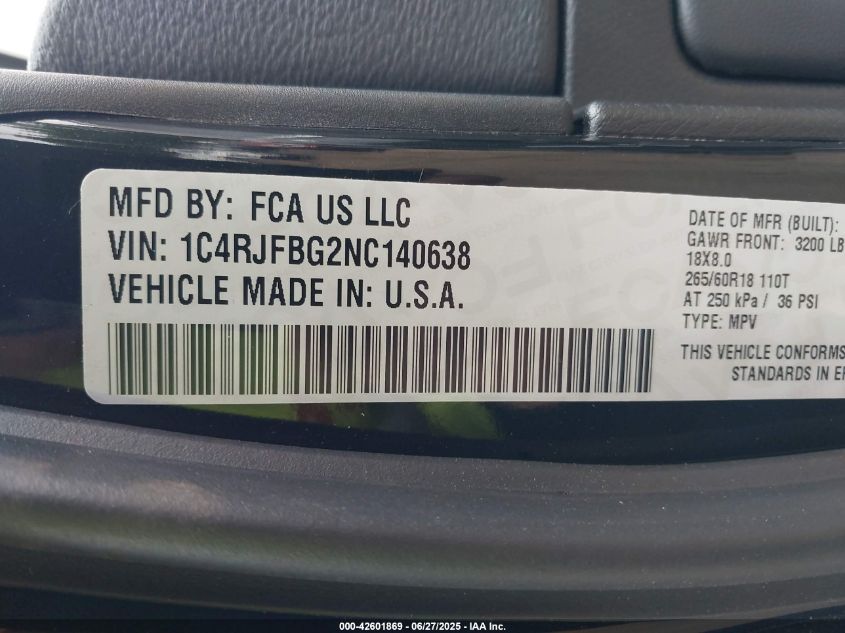 MFD BY: FCA US LLC
VIN: 1C4RJFBG2NC140638
VEHICLE MADE IN: U.S.A.
DATE OF MFR (BUILT):
GAWR FRONT: 3200 LB
18X8.0
265/60R18 110T
AT 250 kPa / 36 PSI
TYPE: MPV
THIS VEHICLE CONFORMS
STANDARDS IN
000-42601869 | 06/27/2025 - IAA Inc.